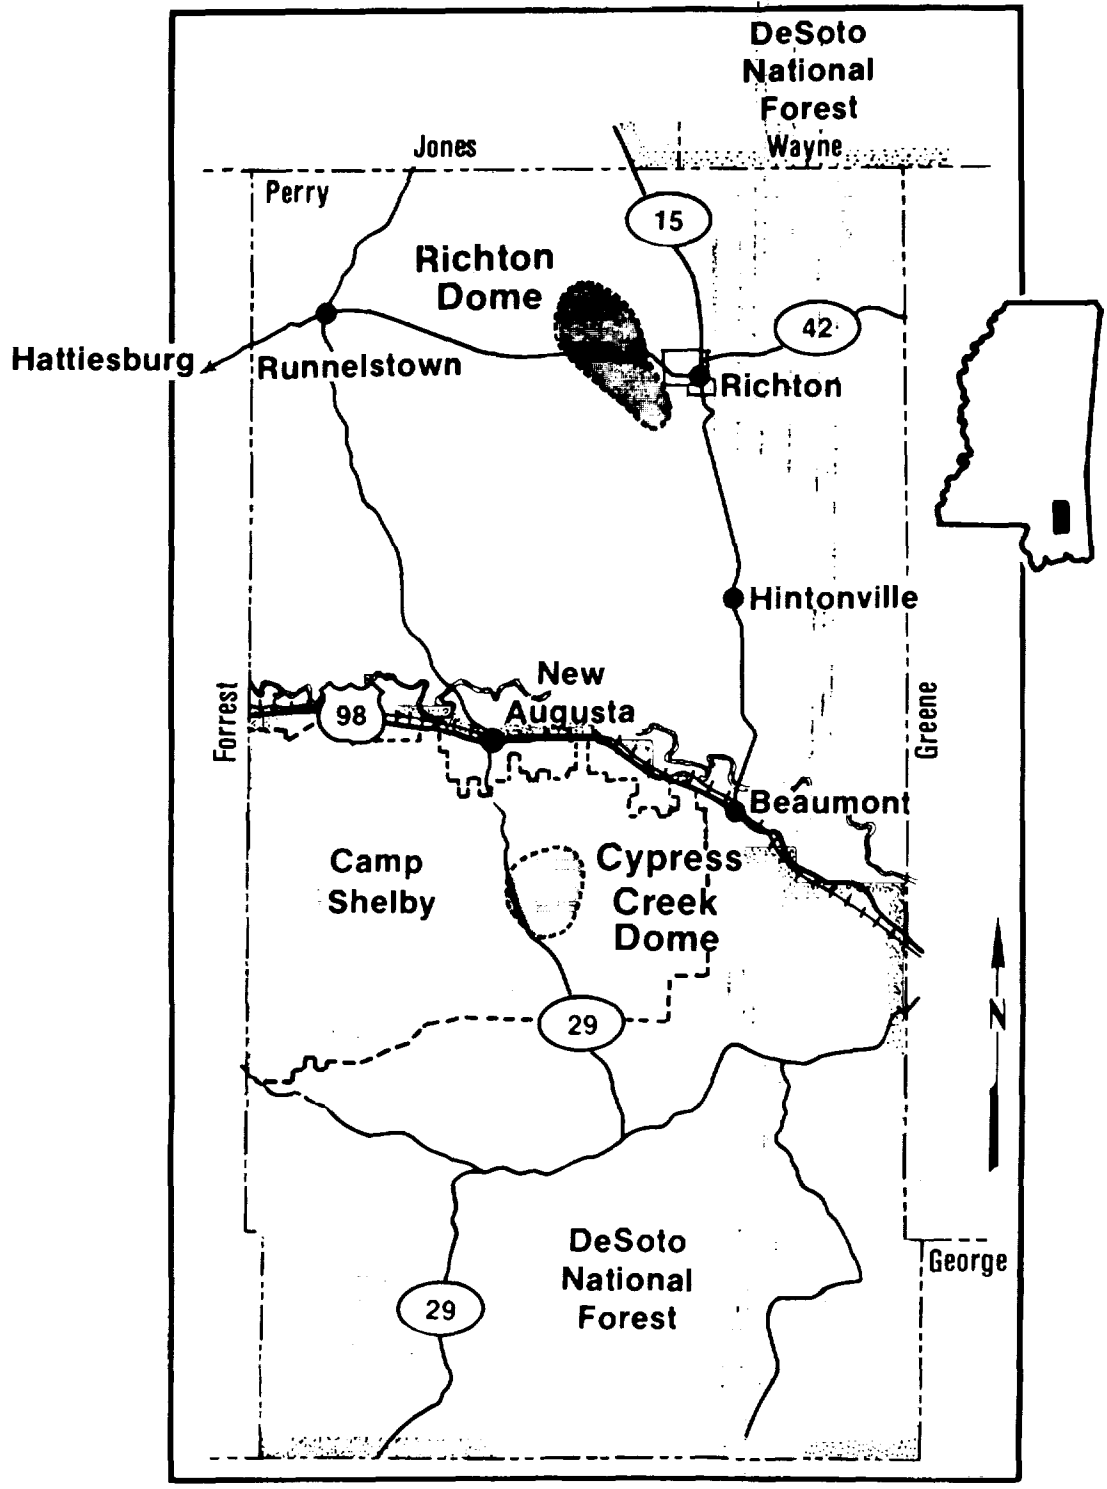 DeSoto
National
Forest
Jones
Wayne
Perry
15
Richton
Dome
42
Hattiesburg
Runnelstown
Richton
Hintonville
New
Augusta
Forrest
98
Greene
Beaumont
Camp
Shelby
Cypress
Creek
Dome
N
29
DeSoto
National
Forest
George
29